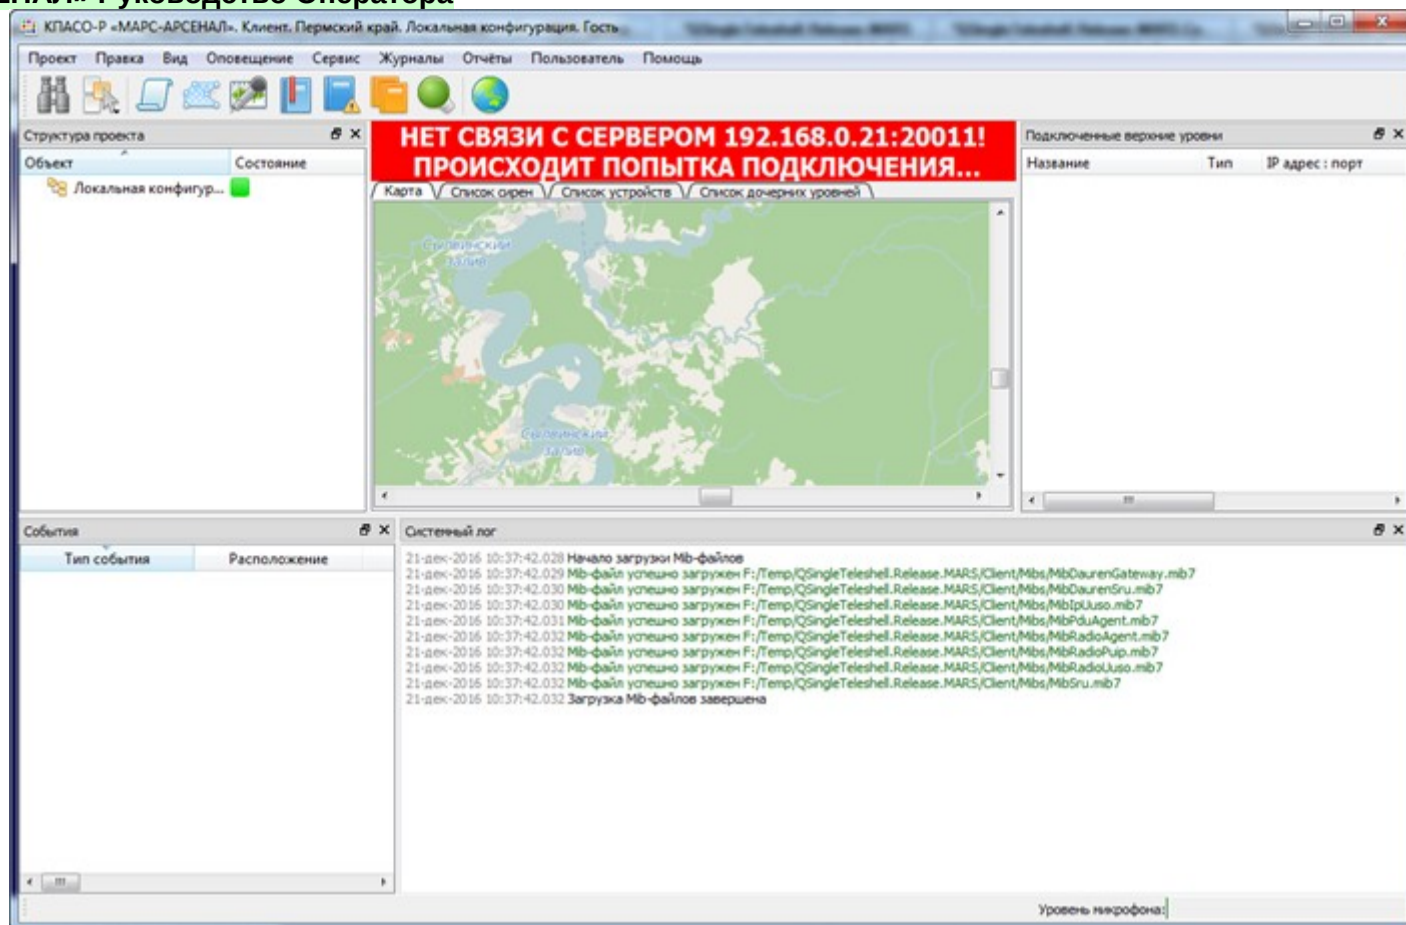 ЕНАЛ» Руководство Оператора
КПАСО-Р «МАРС-АРСЕНАЛ». Клиент. Пермский край. Локальная конфигурация. Гость
Проект Правка Вид Оповещение Сервис Журналы Отчёты Пользователь Помощь
Структура проекта
Объект Состояние
Локальная конфигур...
НЕТ СВЯЗИ С СЕРВЕРОМ 192.168.0.21:20011!
ПРОИСХОДИТ ПОПЫТКА ПОДКЛЮЧЕНИЯ...
Карта Список сирен Список устройств Список дочерних уровней
Сылвинский
залив
Сылвинский
залив
Подключенные верхние уровни
Название Тип IP адрес : порт
События
Тип события Расположение
Системный лог
21-дек-2016 10:37:42.028 Начало загрузки Mib-файлов
21-дек-2016 10:37:42.029 Mib-файл успешно загружен F:/Temp/QSingleTeleshell.Release.MARS/Client/Mibs/MibDaurenGateway.mib7
21-дек-2016 10:37:42.030 Mib-файл успешно загружен F:/Temp/QSingleTeleshell.Release.MARS/Client/Mibs/MibDaurenSru.mib7
21-дек-2016 10:37:42.030 Mib-файл успешно загружен F:/Temp/QSingleTeleshell.Release.MARS/Client/Mibs/MibIpUuso.mib7
21-дек-2016 10:37:42.031 Mib-файл успешно загружен F:/Temp/QSingleTeleshell.Release.MARS/Client/Mibs/MibPduAgent.mib7
21-дек-2016 10:37:42.032 Mib-файл успешно загружен F:/Temp/QSingleTeleshell.Release.MARS/Client/Mibs/MibRadioAgent.mib7
21-дек-2016 10:37:42.032 Mib-файл успешно загружен F:/Temp/QSingleTeleshell.Release.MARS/Client/Mibs/MibRadioPup.mib7
21-дек-2016 10:37:42.032 Mib-файл успешно загружен F:/Temp/QSingleTeleshell.Release.MARS/Client/Mibs/MibRadioUuso.mib7
21-дек-2016 10:37:42.032 Mib-файл успешно загружен F:/Temp/QSingleTeleshell.Release.MARS/Client/Mibs/MibSru.mib7
21-дек-2016 10:37:42.032 Загрузка Mib-файлов завершена
Уровень микрофона: